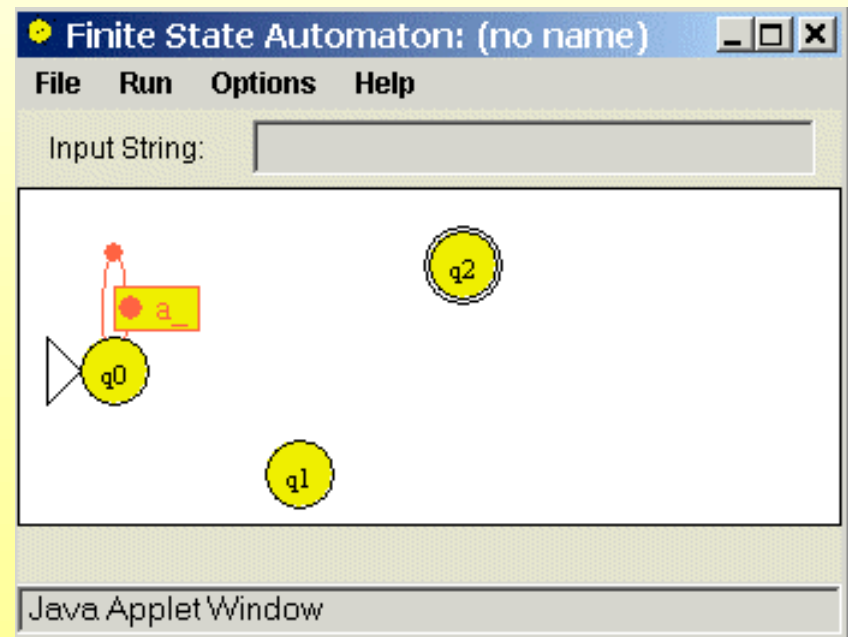 Finite State Automaton: (no name)
File Run Options Help
Input String:
q2
a_
q0
q1
Java Applet Window